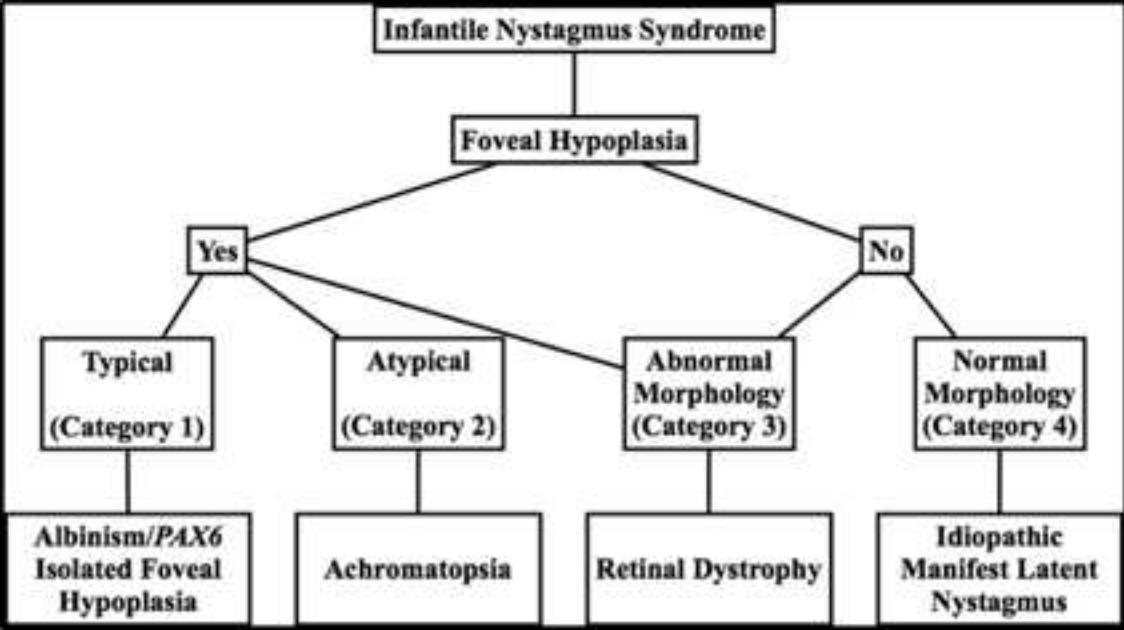 Infantile Nystagmus Syndrome
Foveal Hypoplasia
Yes
No
Typical
(Category 1)
Atypical
(Category 2)
Abnormal
Morphology
(Category 3)
Normal
Morphology
(Category 4)
Albinism/PAX6
Isolated Foveal
Hypoplasia
Achromatopsia
Retinal Dystrophy
Idiopathic
Manifest Latent
Nystagmus